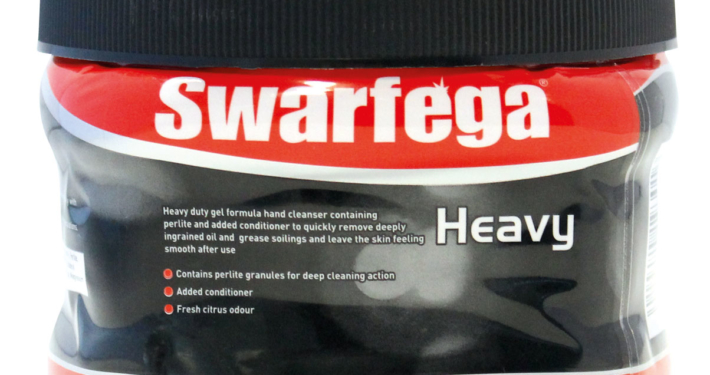 Swarfega®
Heavy duty gel formula hand cleanser containing
perlite and added conditioner to quickly remove deeply
ingrained oil and grease soilings and leave the skin feeling
smooth after use
Heavy
Contains perlite granules for deep cleaning action
Added conditioner
Fresh citrus odour